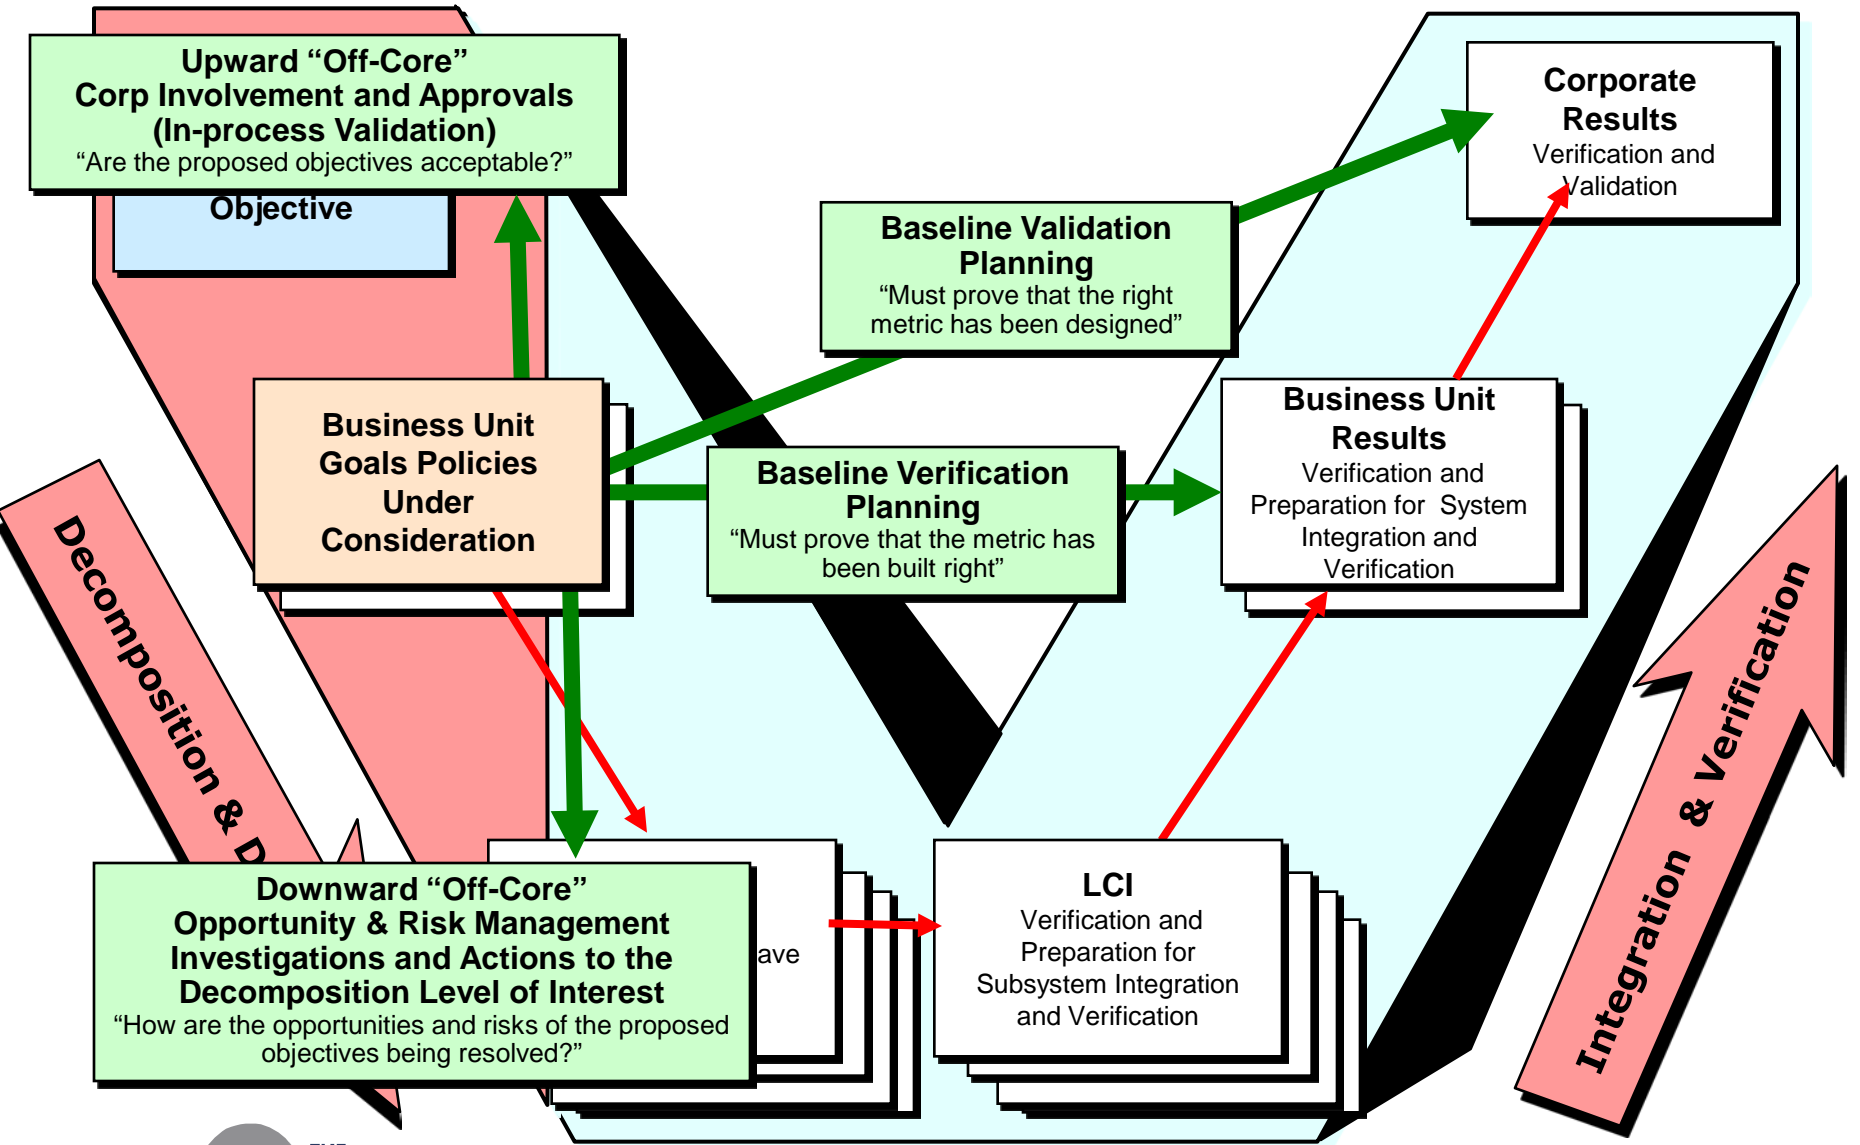 Upward “Off-Core”
Corp Involvement and Approvals
(In-process Validation)
“Are the proposed objectives acceptable?”
Objective
Corporate
Results
Verification and
Validation
Baseline Validation
Planning
“Must prove that the right
metric has been designed”
Business Unit
Goals Policies
Under
Consideration
Baseline Verification
Planning
“Must prove that the metric has
been built right”
Business Unit
Results
Verification and
Preparation for System
Integration and
Verification
Decomposition & D
Integration & Verification
Downward “Off-Core”
Opportunity & Risk Management
Investigations and Actions to the
Decomposition Level of Interest
“How are the opportunities and risks of the proposed
objectives being resolved?”
ave
LCI
Verification and
Preparation for
Subsystem Integration
and Verification